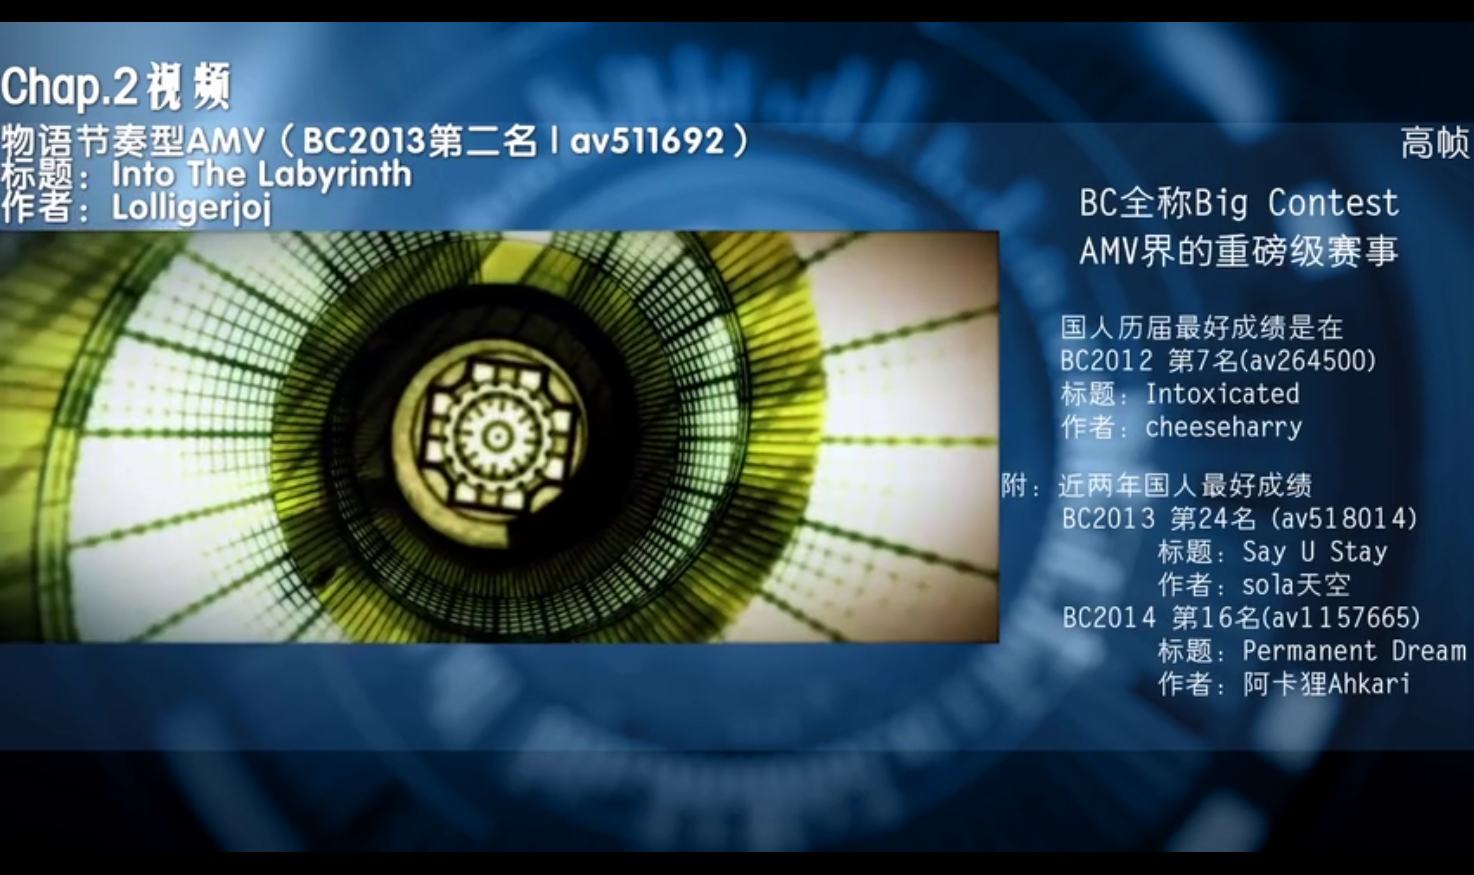 Chap.2视频
物语节奏型AMV（BC2013第二名 | av511692）
标题：Into The Labyrinth
作者：Lolligerjoj
高帧
BC全称Big Contest
AMV界的重磅级赛事
国人历届最好成绩是在
BC2012 第7名(av264500)
标题：Intoxicated
作者：cheeseharry
附：近两年国人最好成绩
BC2013 第24名 (av518014)
标题：Say U Stay
作者：sola天空
BC2014 第16名(av1157665)
标题：Permanent Dream
作者：阿卡狸Ahkari